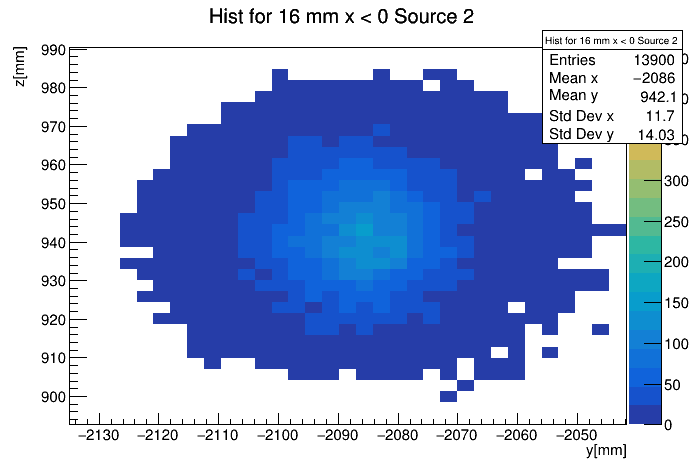 Hist for 16 mm x < 0 Source 2
z[mm]
990
980
970
960
950
940
930
920
910
900
−2130 −2120 −2110 −2100 −2090 −2080 −2070 −2060 −2050
y[mm]
Hist for 16 mm x < 0 Source 2
Entries 13900
Mean x −2086
Mean y 942.1
Std Dev x 11.7
Std Dev y 14.03
300
250
200
150
100
50
0